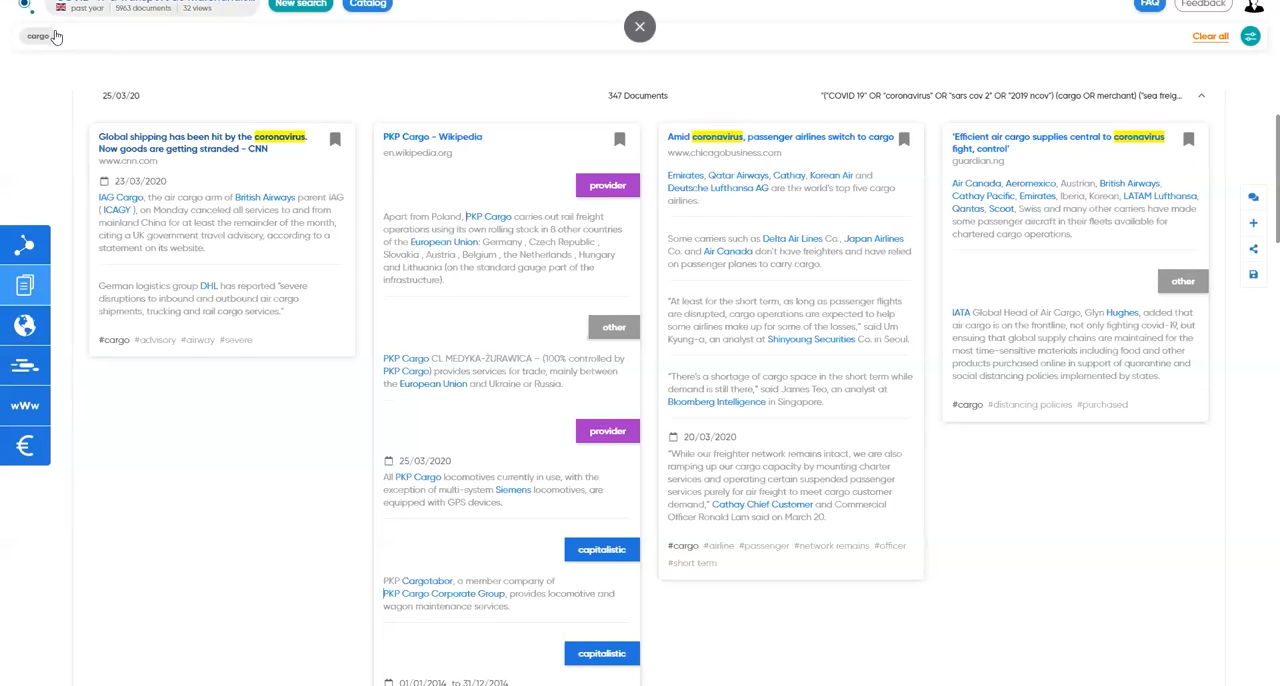 past year | 5963 documents | 32 views
New search
Catalog
FAQ
Feedback
cargo
Clear all
25/03/20
347 Documents
"("COVID 19" OR "coronavirus" OR "sars cov 2" OR "2019 ncov") (cargo OR merchant) ("sea freig...
Global shipping has been hit by the coronavirus.
Now goods are getting stranded - CNN
www.cnn.com
23/03/2020
IAG Cargo, the air cargo arm of British Airways parent IAG
( ICAGY ), on Monday canceled all services to and from
mainland China for at least the remainder of the month,
citing a UK government travel advisory, according to a
statement on its website.
German logistics group DHL has reported "severe
disruptions to inbound and outbound air cargo
shipments, trucking and rail cargo services."
#cargo #advisory #airway #severe
PKP Cargo - Wikipedia
en.wikipedia.org
provider
Apart from Poland, PKP Cargo carries out rail freight
operations using its own rolling stock in 8 other countries
of the European Union: Germany , Czech Republic ,
Slovakia , Austria , Belgium , the Netherlands , Hungary
and Lithuania (on the standard gauge part of the
infrastructure).
other
PKP Cargo CL MEDYKA-ŻURAWICA – (100% controlled by
PKP Cargo) provides services for trade, mainly between
the European Union and Ukraine or Russia.
provider
25/03/2020
All PKP Cargo locomotives currently in use, with the
exception of multi-system Siemens locomotives, are
equipped with GPS devices.
capitalistic
PKP Cargotabor, a member company of
PKP Cargo Corporate Group, provides locomotive and
wagon maintenance services.
capitalistic
01/01/2014 to 31/12/2014
Amid coronavirus, passenger airlines switch to cargo
www.chicagobusiness.com
Emirates, Qatar Airways, Cathay, Korean Air and
Deutsche Lufthansa AG are the world's top five cargo
airlines.
Some carriers such as Delta Air Lines Co., Japan Airlines
Co. and Air Canada don't have freighters and have relied
on passenger planes to carry cargo.
"At least for the short term, as long as passenger flights
are disrupted, cargo operations are expected to help
some airlines make up for some of the losses," said Um
Kyung-a, an analyst at Shinyoung Securities Co. in Seoul.
"There's a shortage of cargo space in the short term while
demand is still there," said James Teo, an analyst at
Bloomberg Intelligence in Singapore.
20/03/2020
"While our freighter network remains intact, we are also
ramping up our cargo capacity by mounting charter
services and operating certain suspended passenger
services purely for air freight to meet cargo customer
demand," Cathay Chief Customer and Commercial
Officer Ronald Lam said on March 20.
#cargo #airline #passenger #network remains #officer
#short term
'Efficient air cargo supplies central to coronavirus
fight, control'
guardian.ng
Air Canada, Aeromexico, Austrian, British Airways,
Cathay Pacific, Emirates, Iberia, Korean, LATAM Lufthansa,
Qantas, Scoot, Swiss and many other carriers have made
some passenger aircraft in their fleets available for
chartered cargo operations.
other
IATA Global Head of Air Cargo, Glyn Hughes, added that
air cargo is on the frontline, not only fighting covid-19, but
ensuring that global supply chains are maintained for the
most time-sensitive materials including food and other
products purchased online in support of quarantine and
social distancing policies implemented by states.
#cargo #distancing policies #purchased
wWw
€